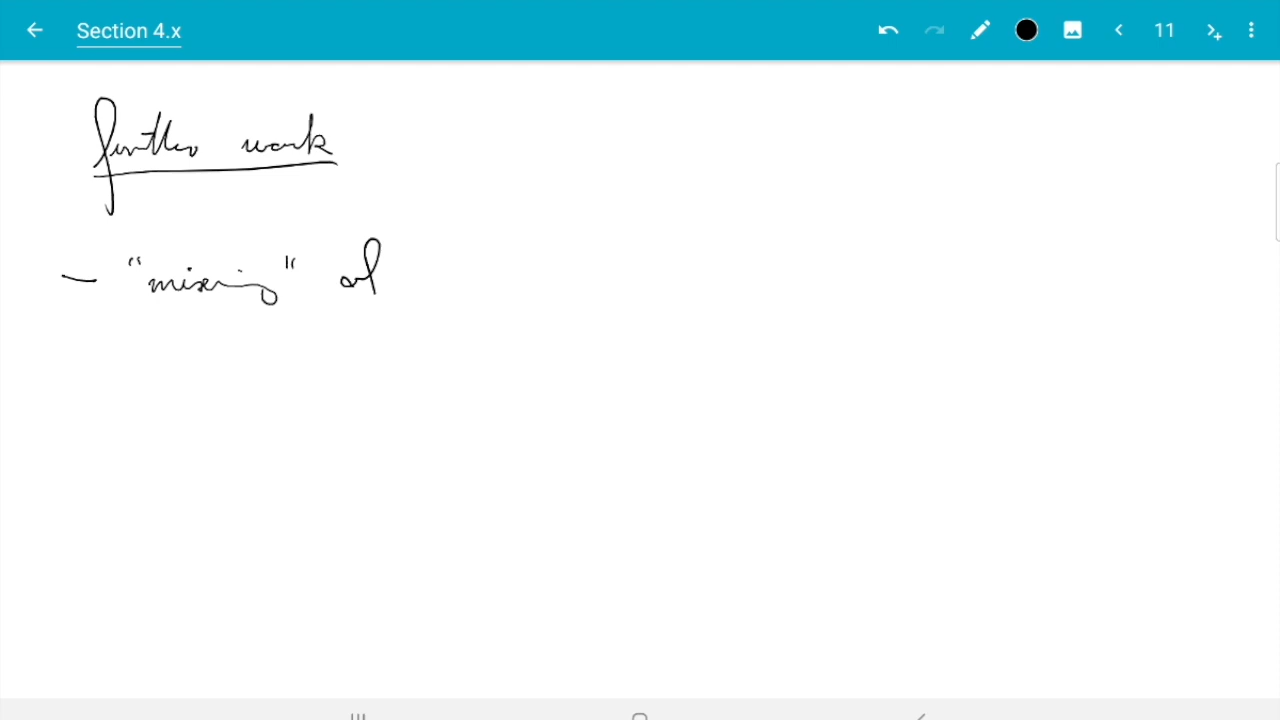 Section 4.x
11
further work
- "mixing" of